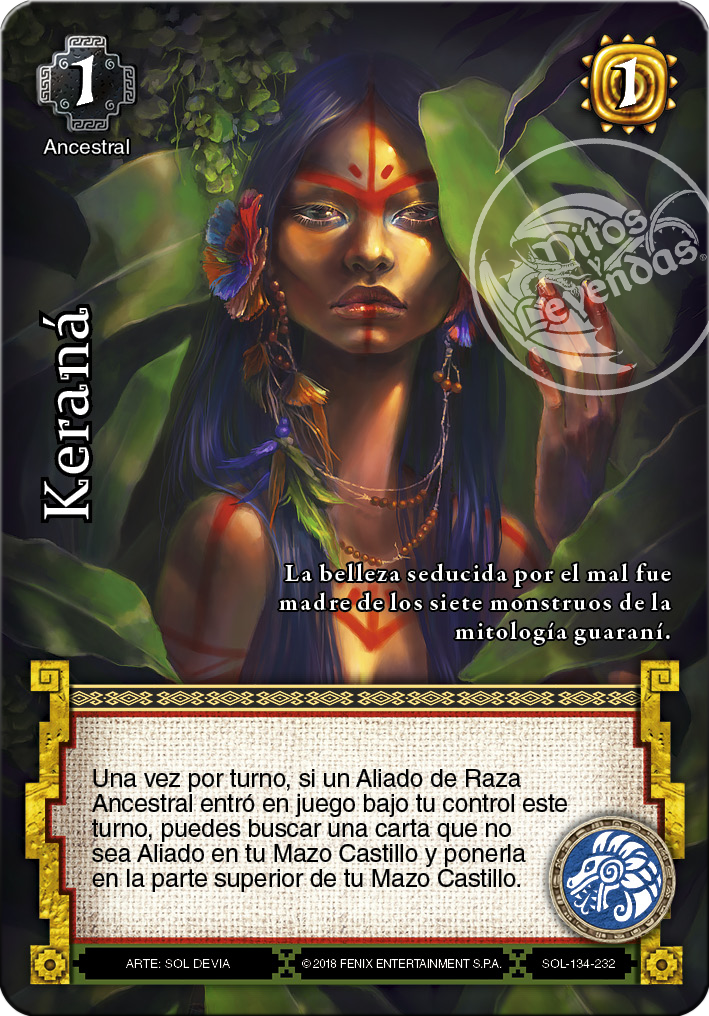 1
1
Ancestral
Mitos
y
Leyendas®
Keraná
La belleza seducida por el mal fue
madre de los siete monstruos de la
mitología guaraní.
Una vez por turno, si un Aliado de Raza
Ancestral entró en juego bajo tu control este
turno, puedes buscar una carta que no
sea Aliado en tu Mazo Castillo y ponerla
en la parte superior de tu Mazo Castillo.
ARTE: SOL DEVIA
©2018 FENIX ENTERTAINMENT S.P.A.
SOL-134-232